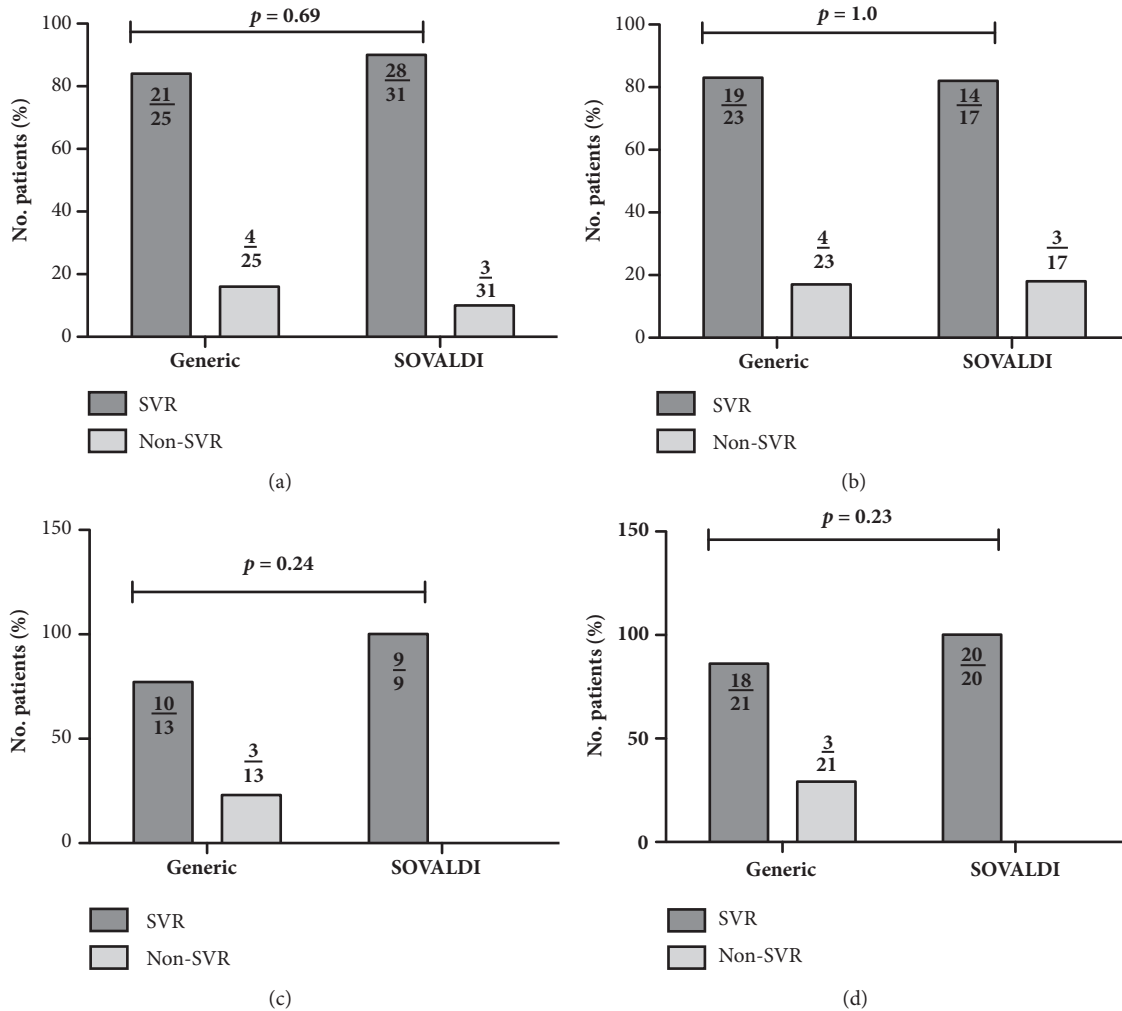 No. patients (%)
100
80
60
40
20
0
p = 0.69
21
25
4
25
28
31
3
31
Generic
SOVALDI
SVR
Non-SVR
(a)
No. patients (%)
100
80
60
40
20
0
p = 1.0
19
23
4
23
14
17
3
17
Generic
SOVALDI
SVR
Non-SVR
(b)
No. patients (%)
150
100
50
0
p = 0.24
10
13
3
13
9
9
Generic
SOVALDI
SVR
Non-SVR
(c)
No. patients (%)
150
100
50
0
p = 0.23
18
21
3
21
20
20
Generic
SOVALDI
SVR
Non-SVR
(d)